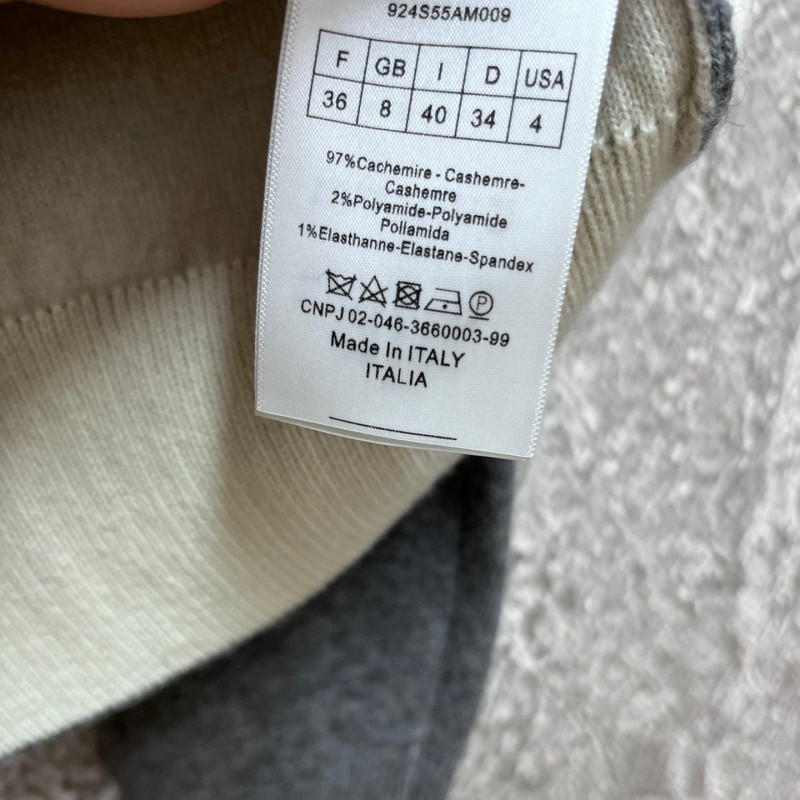 924S55AM009
F GB I D USA
36 8 40 34 4
97%Cachemire - Cashemre-
Cashemre
2%Polyamide-Polyamide
Poliamida
1%Elasthanne-Elastane-Spandex
P
CNPJ 02-046-3660003-99
Made In ITALY
ITALIA